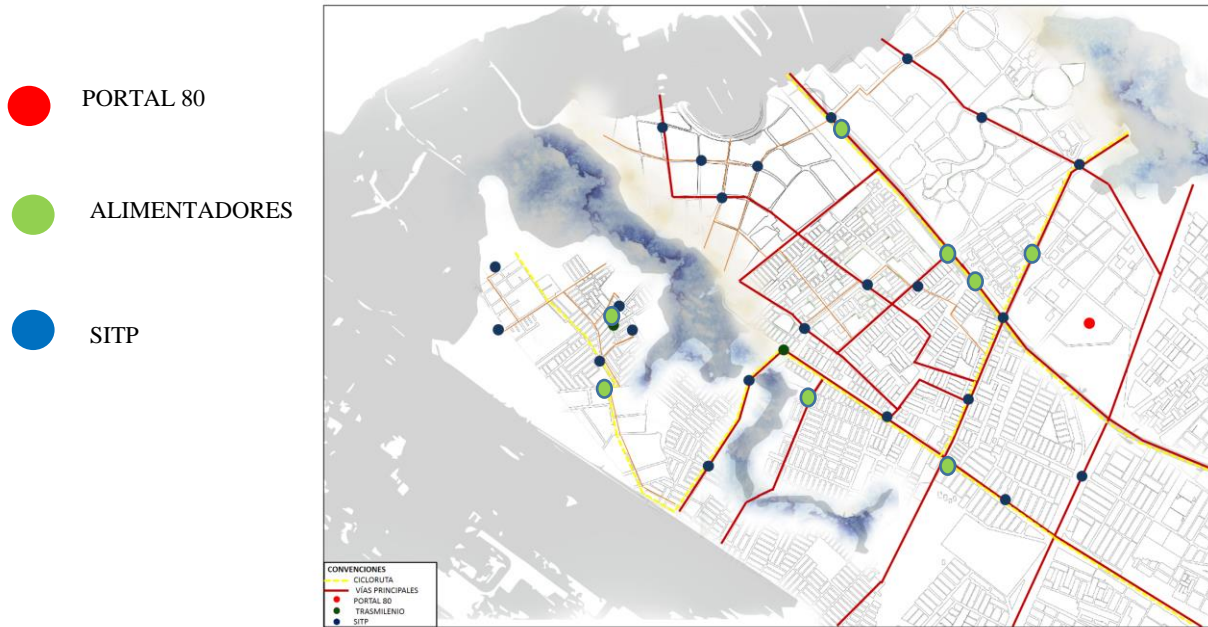 PORTAL 80
ALIMENTADORES
SITP
CONVENCIONES
CICLORUTA
VÍAS PRINCIPALES
PORTAL 80
TRASMILENIO
SITP